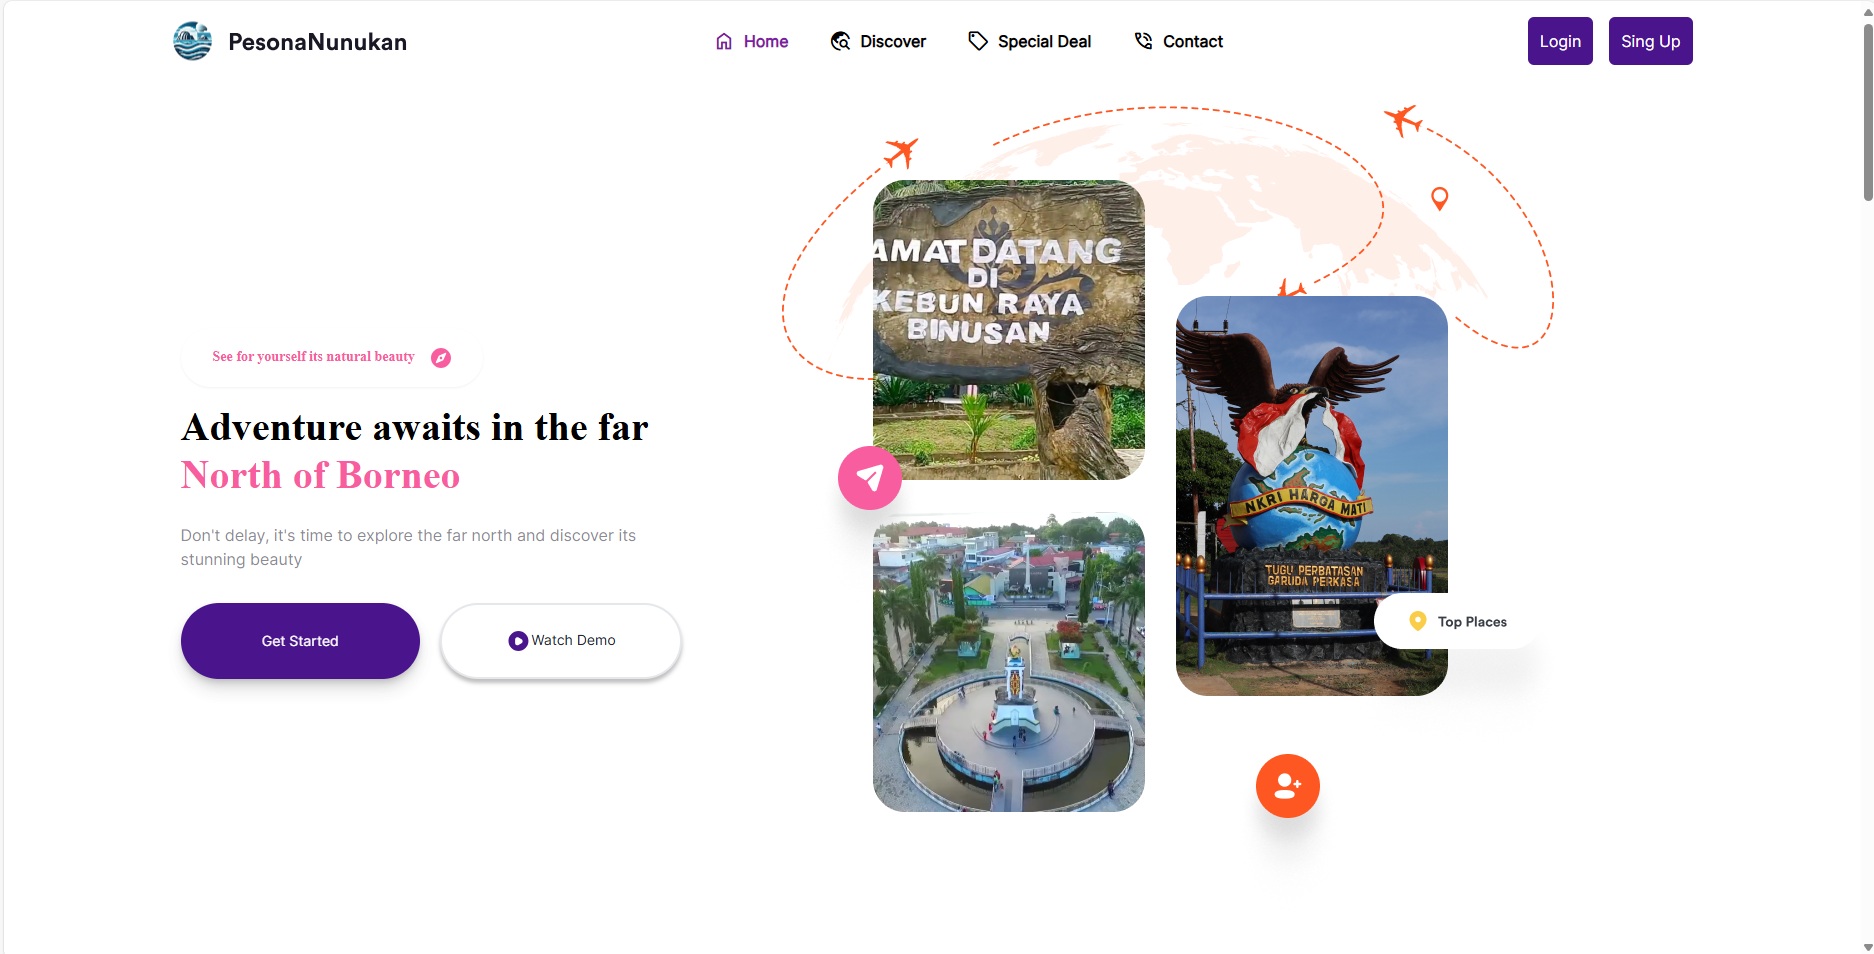 PesonaNunukan
Home
Discover
Special Deal
Contact
Login
Sing Up
See for yourself its natural beauty
Adventure awaits in the far
North of Borneo
Don't delay, it's time to explore the far north and discover its
stunning beauty
Get Started
Watch Demo
AMAT DATANG
DI
KEBUN RAYA
BINUSAN
NKRI HARGA MATI
TUGU PERBATASAN
GARUDA PERKASA
Top Places